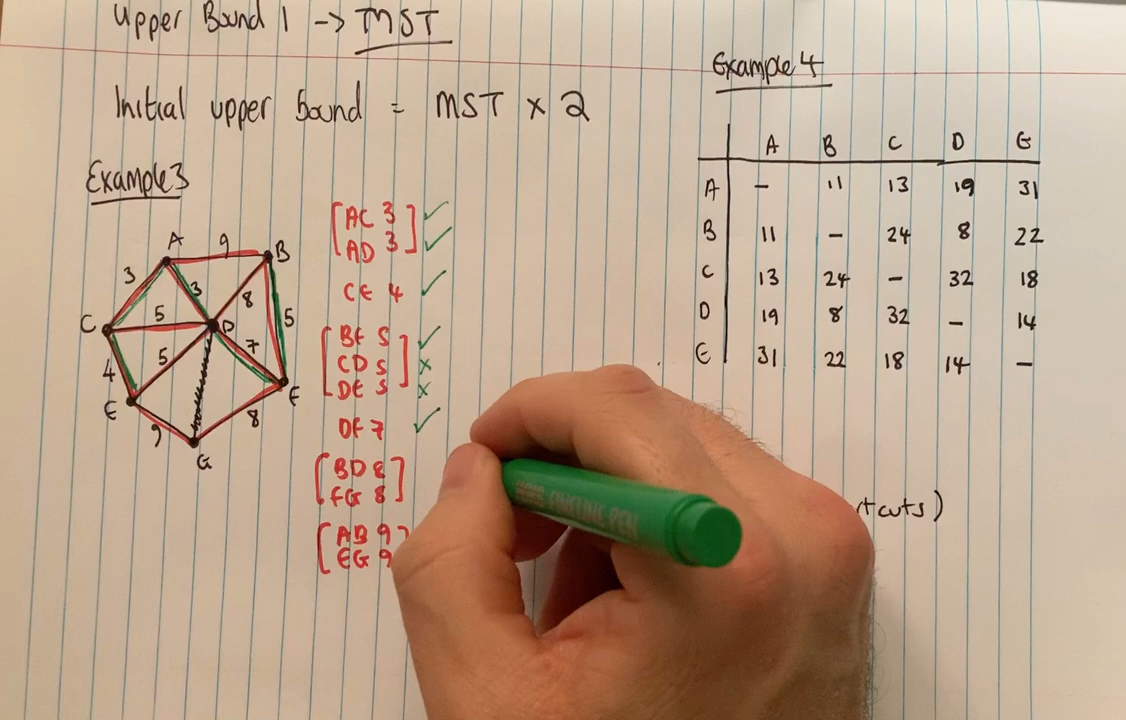 Upper Bound 1 -> MST
Initial upper bound = MST x 2
Example 3
A 9 B
3 3 8
C 5 D 5
5 7
4
E F
9 8
G
AC 3 ✓
AD 3 ✓
CE 4 ✓
BF 5 ✓
CD 5 x
DE 5 x
DF 7 ✓
BD 8
FG 8
AB 9
EG 9
Example 4
A B C D E
A - 11 13 19 31
B 11 - 24 8 22
C 13 24 - 32 18
D 19 8 32 - 14
E 31 22 18 14 -
tcuts)
FINELINE PEN